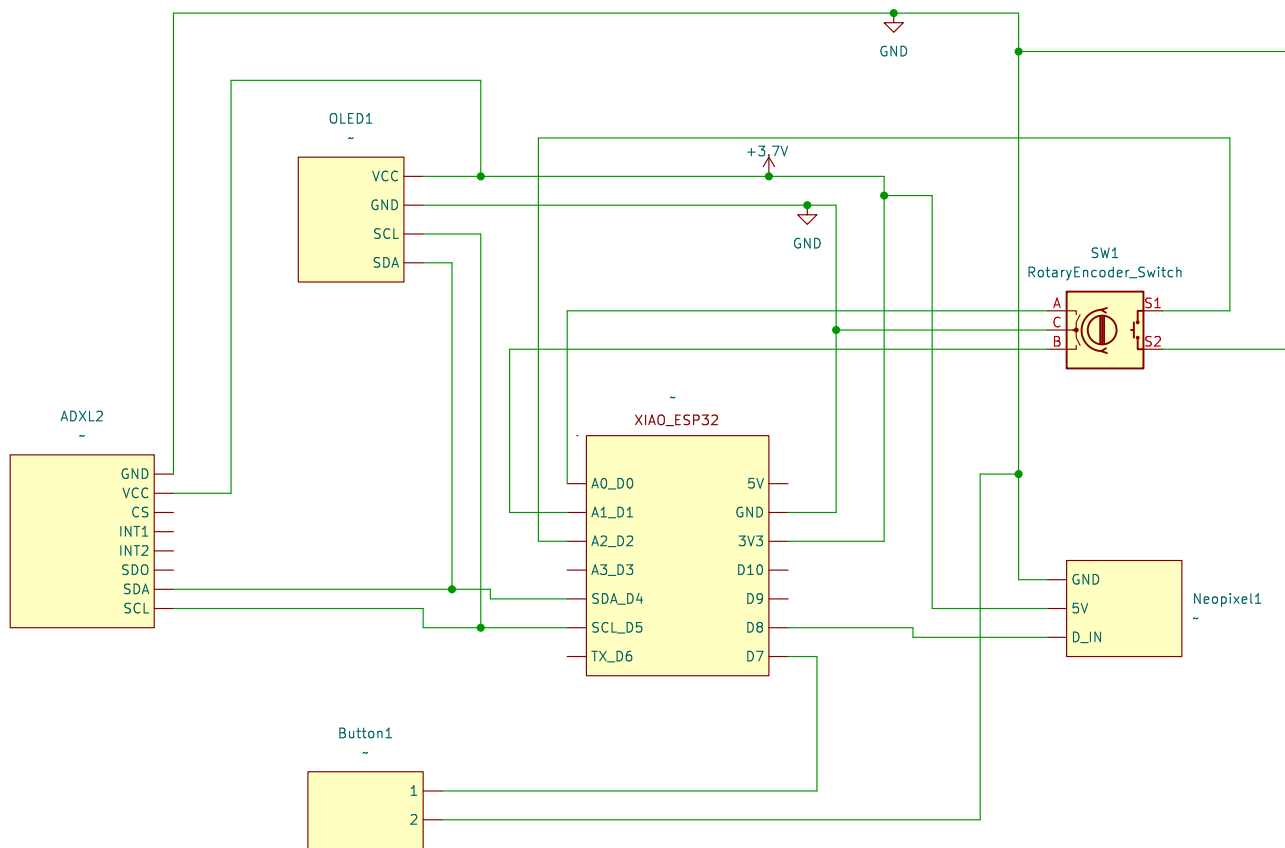 GND
OLED1
~
+3.7V
VCC
GND
SCL
SDA
GND
SW1
RotaryEncoder_Switch
A
C
B
S1
S2
ADXL2
~
GND
VCC
CS
INT1
INT2
SDO
SDA
SCL
~
XIAO_ESP32
A0_D0
A1_D1
A2_D2
A3_D3
SDA_D4
SCL_D5
TX_D6
5V
GND
3V3
D10
D9
D8
D7
GND
5V
D_IN
Neopixel1
~
Button1
~
1
2